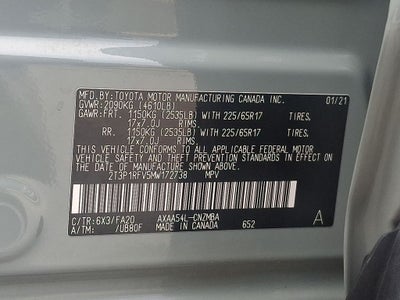 MFD.BY:TOYOTA MOTOR MANUFACTURING CANADA INC. 01/21
GVWR:2090KG (4610LB)
GAWR:FRT. 1150KG (2535LB) WITH 225/65R17 TIRES,
17x7.0J RIMS,
RR. 1150KG (2535LB) WITH 225/65R17 TIRES,
17x7.0J RIMS,
THIS VEHICLE CONFORMS TO ALL APPLICABLE FEDERAL MOTOR
VEHICLE SAFETY AND THEFT PREVENTION STANDARDS IN EFFECT ON
THE DATE OF MANUFACTURE SHOWN ABOVE.
2T3P1RFV5MW172738 MPV
C/TR:6X3/FA20 AXAA54L-CNZMBA
A/TM: /UB80F MADE IN CANADA 652 A